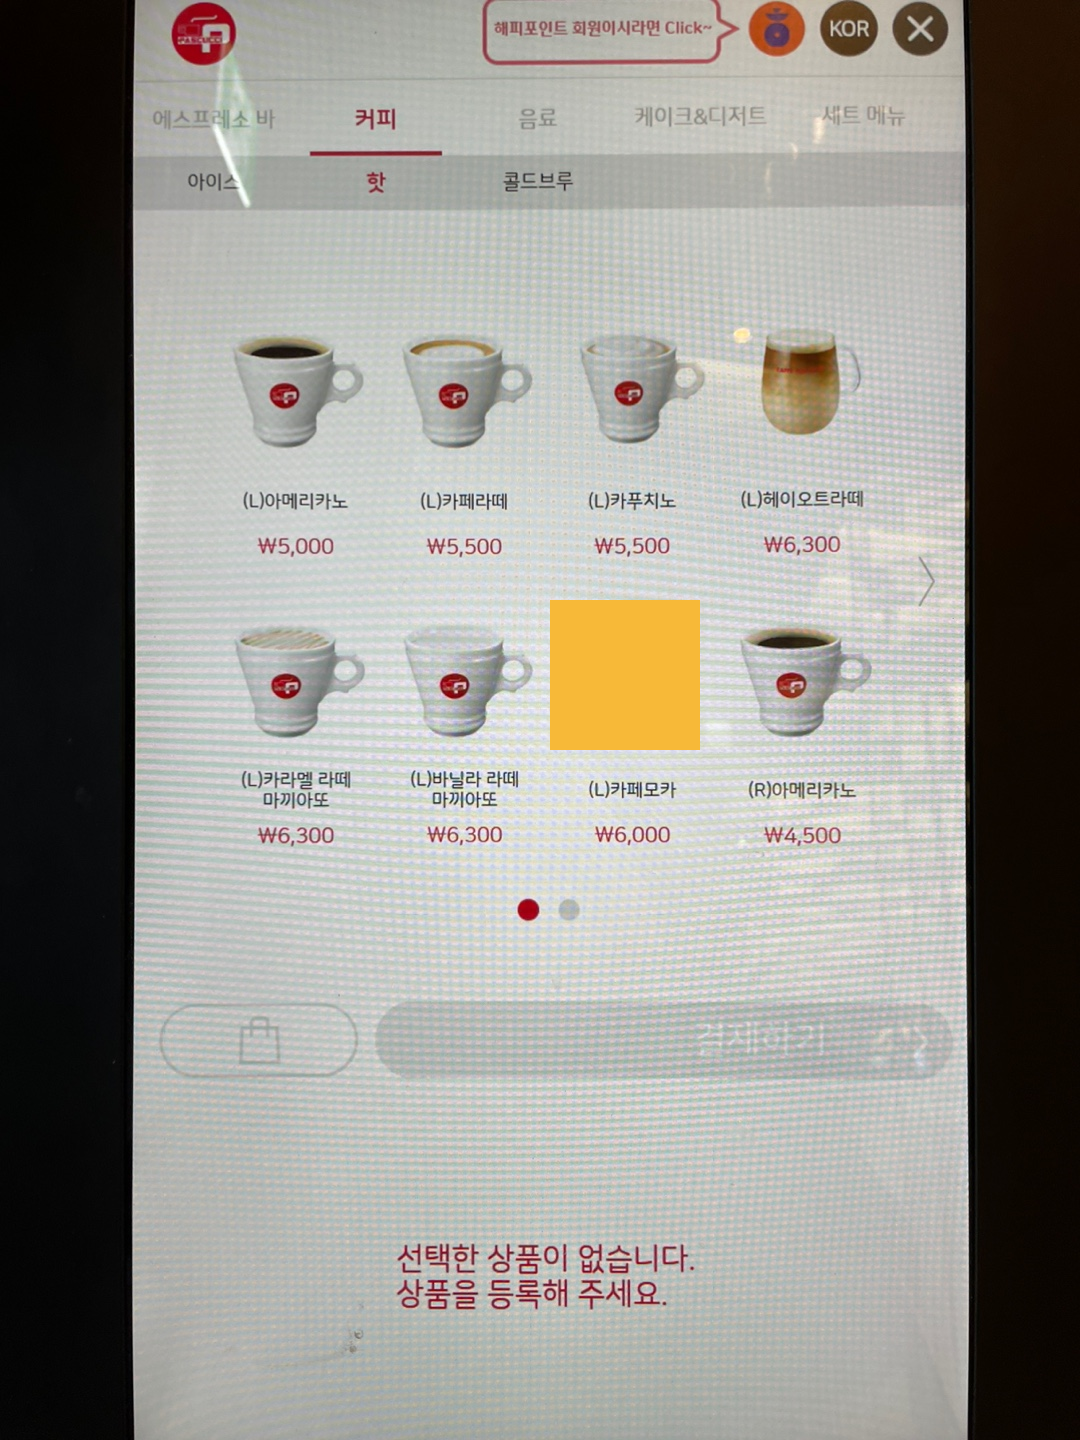 PASCUCCI
해피포인트 회원이시라면 Click~
KOR
에스프레소 바
커피
음료
케이크&디저트
세트 메뉴
아이스
핫
콜드브루
(L)아메리카노
(L)카페라떼
(L)카푸치노
(L)헤이오트라떼
₩5,000
₩5,500
₩5,500
₩6,300
(L)카라멜 라떼
마끼아또
(L)바닐라 라떼
마끼아또
(L)카페모카
(R)아메리카노
₩6,300
₩6,300
₩6,000
₩4,500
결제하기
선택한 상품이 없습니다.
상품을 등록해 주세요.